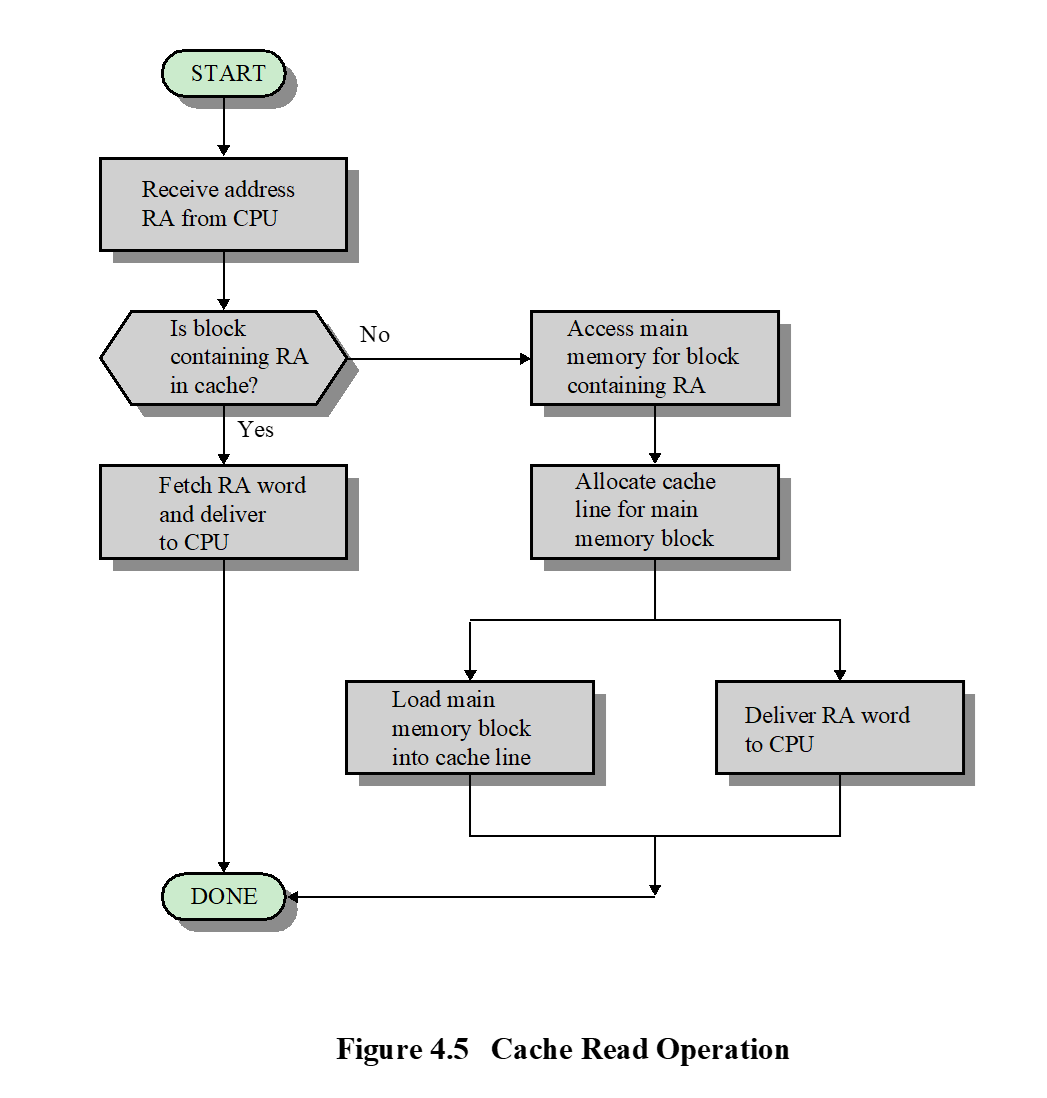 START
Receive address
RA from CPU
Is block
containing RA
in cache?
No
Yes
Access main
memory for block
containing RA
Fetch RA word
and deliver
to CPU
Allocate cache
line for main
memory block
Load main
memory block
into cache line
Deliver RA word
to CPU
DONE
Figure 4.5 Cache Read Operation